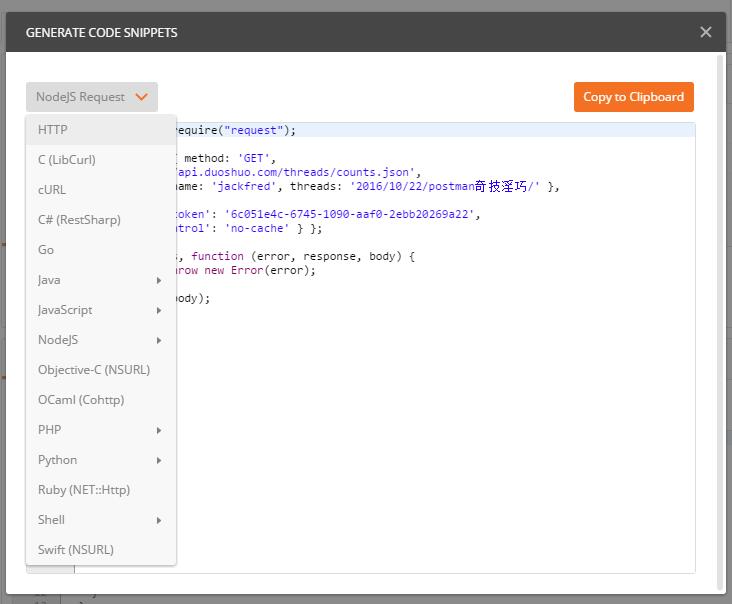 GENERATE CODE SNIPPETS
NodeJS Request
Copy to Clipboard
HTTP
C (LibCurl)
cURL
C# (RestSharp)
Go
Java
JavaScript
NodeJS
Objective-C (NSURL)
OCaml (Cohttp)
PHP
Python
Ruby (NET::Http)
Shell
Swift (NSURL)
require("request");
{ method: 'GET',
'/api.duoshuo.com/threads/counts.json',
name: 'jackfred', threads: '2016/10/22/postman奇技淫巧/' },
token': '6c051e4c-6745-1090-aaf0-2ebb20269a22',
ntrol': 'no-cache' } };
s, function (error, response, body) {
hrow new Error(error);
body);